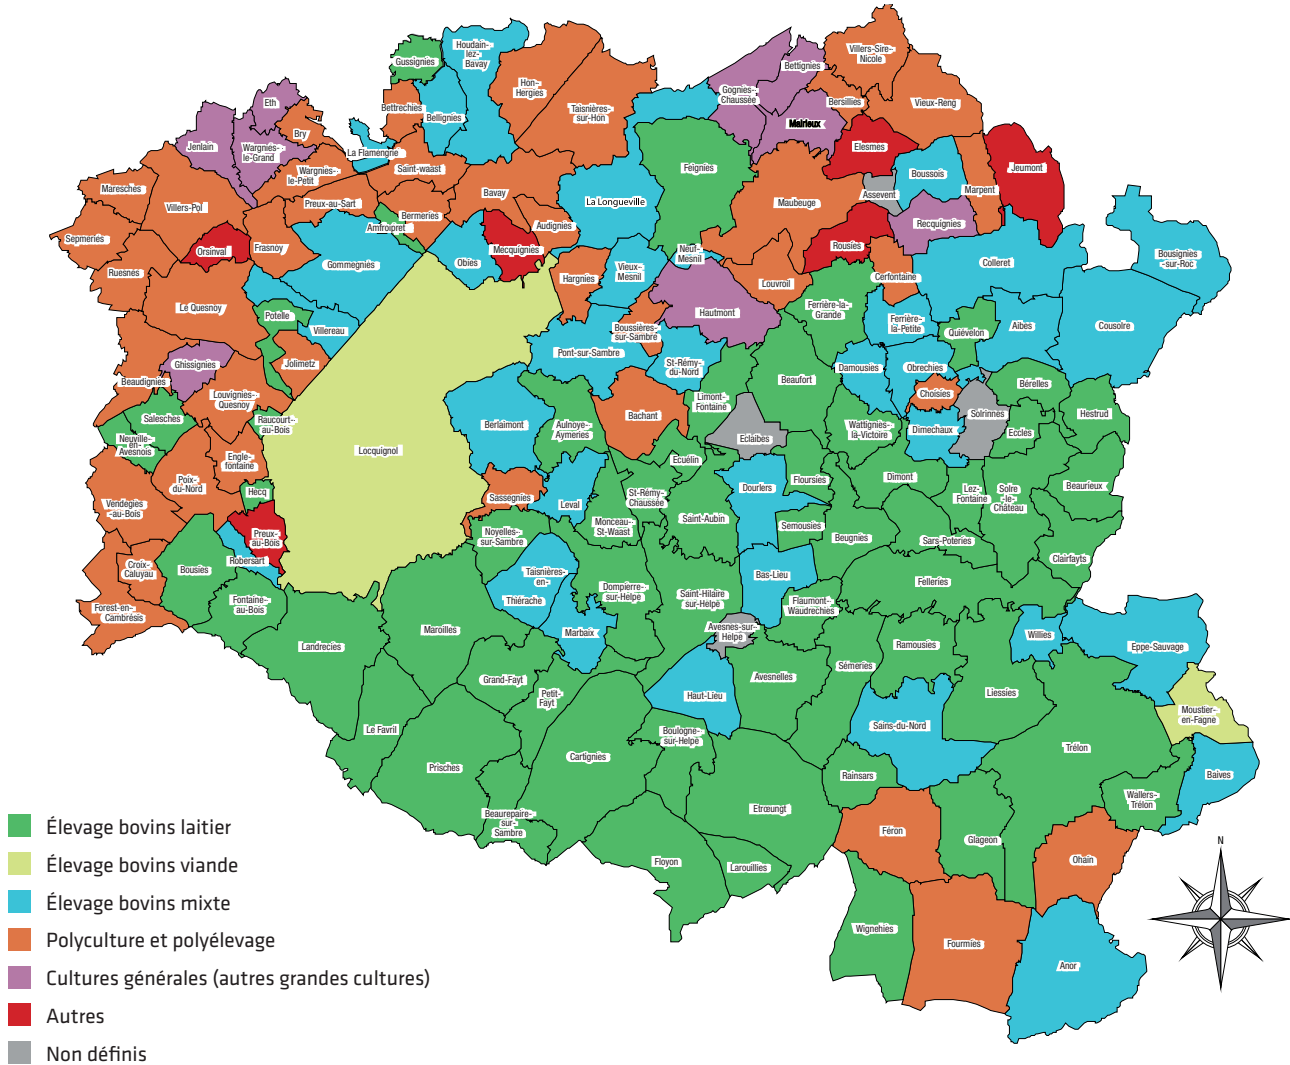 Gussignies
Houdain-
lez-
Bavay
Hon-
Hergies
Taisnières-
sur-Hon
Bettrechies
Bellignies
Eth
Bry
Jenlain
Wargnies-
le-Grand
La Flamengrie
Wargnies-
le-Petit
Saint-waast
Bavay
Audignies
Mecquignies
Obies
Amfroipret
Bermeries
Preux-au-Sart
Maresches
Villers-Pol
Sepmeries
Ruesnes
Orsinval
Frasnoy
Gommegnies
Le Quesnoy
Potelle
Villereau
Jolimetz
Ghissignies
Beaudignies
Louvignies-
Quesnoy
Salesches
Neuville-
en-
Avesnois
Raucourt-
au-Bois
Engle-
fontaine
Poix-
du-Nord
Hecq
Vendegies
-au-Bois
Preux-
au-Bois
Robersart
Croix-
Caluyau
Bousies
Fontaine-
au-Bois
Forest-en-
Cambrésis
Landrecies
Locquignol
Villers-Sire-
Nicole
Bettignies
Gognies-
Chaussée
Mairieux
Bersillies
Vieux-Reng
Elesmes
Feignies
La Longueville
Assevent
Boussois
Marpent
Jeumont
Maubeuge
Recquignies
Rousies
Neuf-
Mesnil
Vieux-
Mesnil
Hargnies
Louvroil
Cerfontaine
Colleret
Bousignies
-sur-Roc
Cousolre
Hautmont
Ferrière-la-
Grande
Ferrière-
la-Petite
Quiévelon
Aibes
Boussières-
sur-Sambre
Pont-sur-Sambre
St-Rémy-
du-Nord
Beaufort
Damousies
Obrechies
Choisies
Bérelles
Solrinnes
Hestrud
Eccles
Dimechaux
Wattignies-
la-Victoire
Limont-
Fontaine
Eclaibes
Bachant
Aulnoye-
Aymeries
Berlaimont
Ecuélin
Sassegnies
Leval
St-Rémy-
Chaussée
Monceau-
St-Waast
Saint-Aubin
Dourlers
Floursies
Semousies
Beugnies
Dimont
Lez-
Fontaine
Solre
-le-
Château
Beaurieux
Sars-Poteries
Clairfayts
Felleries
Noyelles-
sur-Sambre
Taisnières-
en-
Thiérache
Dompierre-
sur-Helpe
Saint-Hilaire
sur-Helpe
Bas-Lieu
Flaumont-
Waudrechies
Avesnes-sur-
Helpe
Marbaix
Maroilles
Grand-Fayt
Petit-
Fayt
Le Favril
Prisches
Cartignies
Beaurepaire-
sur-
Sambre
Boulogne-
sur-Helpe
Haut-Lieu
Avesnelles
Sémeries
Ramousies
Willies
Eppe-Sauvage
Liessies
Moustier-
en-Fagne
Sains-du-Nord
Trélon
Baives
Wallers-
Trélon
Rainsars
Etrœungt
Floyon
Larouillies
Féron
Glageon
Ohain
Wignehies
Fourmies
Anor
N
Élevage bovins laitier
Élevage bovins viande
Élevage bovins mixte
Polyculture et polyélevage
Cultures générales (autres grandes cultures)
Autres
Non définis